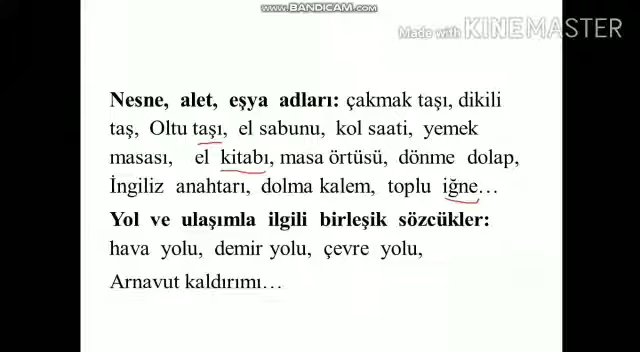 www.BANDICAM.com
Made with KINEMASTER
Nesne, alet, eşya adları: çakmak taşı, dikili
taş, Oltu taşı, el sabunu, kol saati, yemek
masası, el kitabı, masa örtüsü, dönme dolap,
İngiliz anahtarı, dolma kalem, toplu iğne…
Yol ve ulaşımla ilgili birleşik sözcükler:
hava yolu, demir yolu, çevre yolu,
Arnavut kaldırımı…